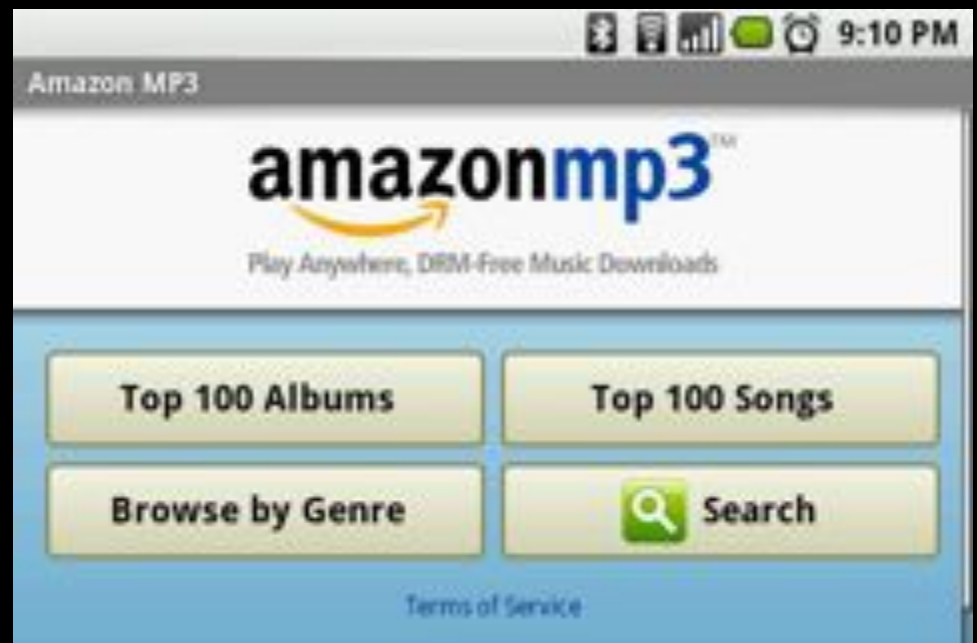 9:10 PM
Amazon MP3
amazonmp3™
Play Anywhere, DRM-Free Music Downloads
Top 100 Albums Top 100 Songs
Browse by Genre Search
Terms of Service